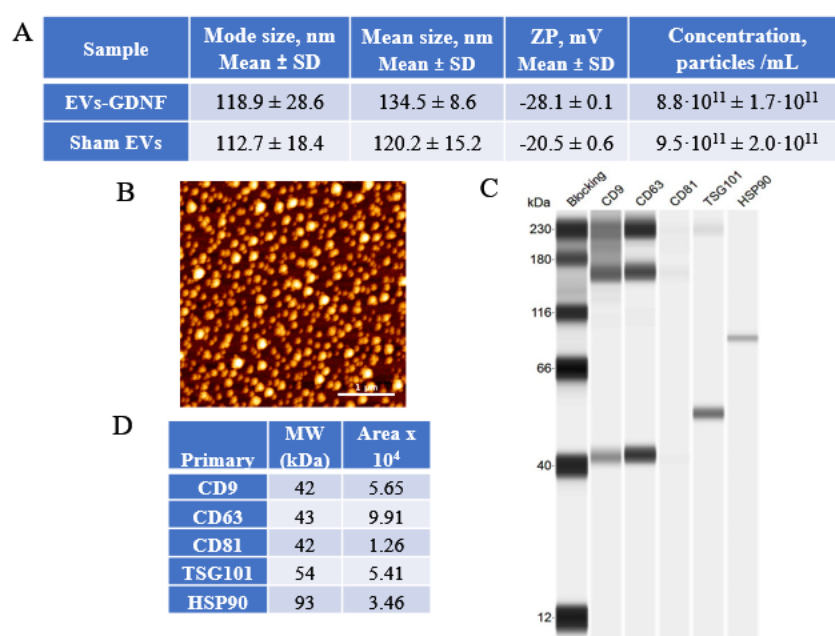 A
Sample Mode size, nm Mean ± SD Mean size, nm Mean ± SD ZP, mV Mean ± SD Concentration, particles /mL
EVs-GDNF 118.9 ± 28.6 134.5 ± 8.6 -28.1 ± 0.1 8.8·10¹¹ ± 1.7·10¹¹
Sham EVs 112.7 ± 18.4 120.2 ± 15.2 -20.5 ± 0.6 9.5·10¹¹ ± 2.0·10¹¹
B
1 µm
C
kDa Blocking CD9 CD63 CD81 TSG101 HSP90
230
180
116
66
40
12
D
Primary MW (kDa) Area x 10⁴
CD9 42 5.65
CD63 43 9.91
CD81 42 1.26
TSG101 54 5.41
HSP90 93 3.46